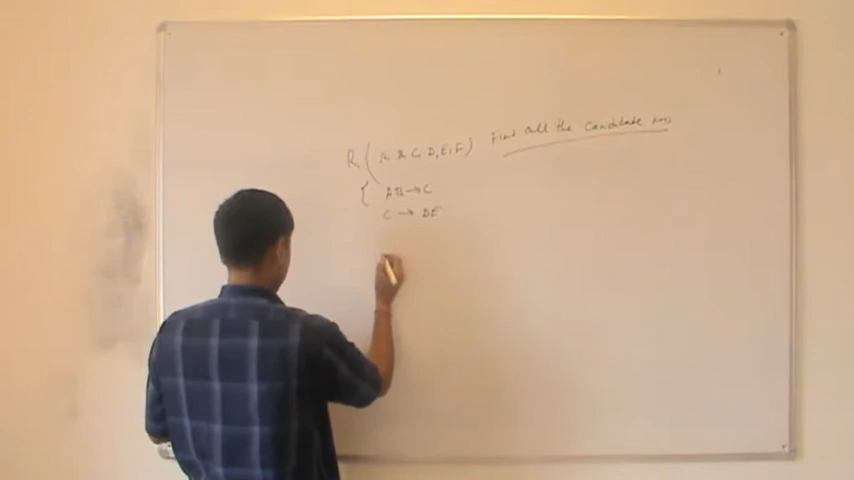 R ( A, B, C, D, E, F ) Find all the candidate keys
{ AB → C
C → DE